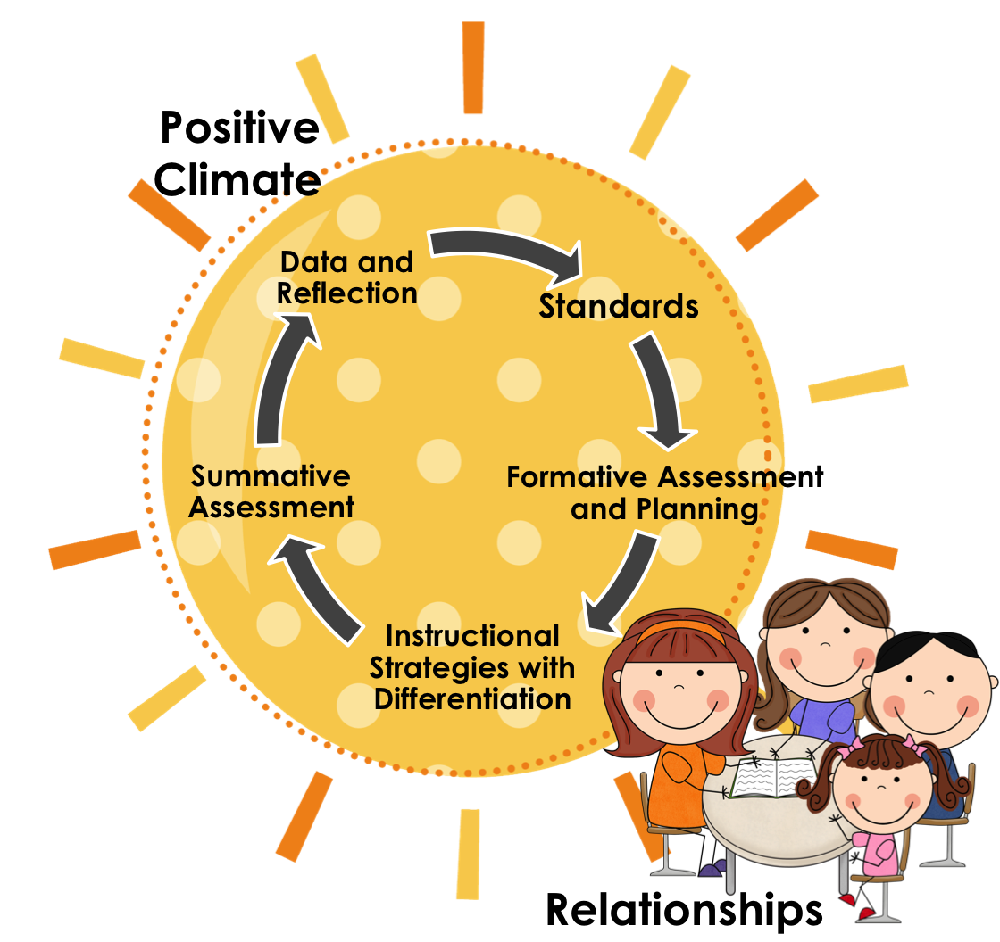 Positive
Climate
Data and
Reflection
Standards
Formative Assessment
and Planning
Instructional
Strategies with
Differentiation
Summative
Assessment
Relationships